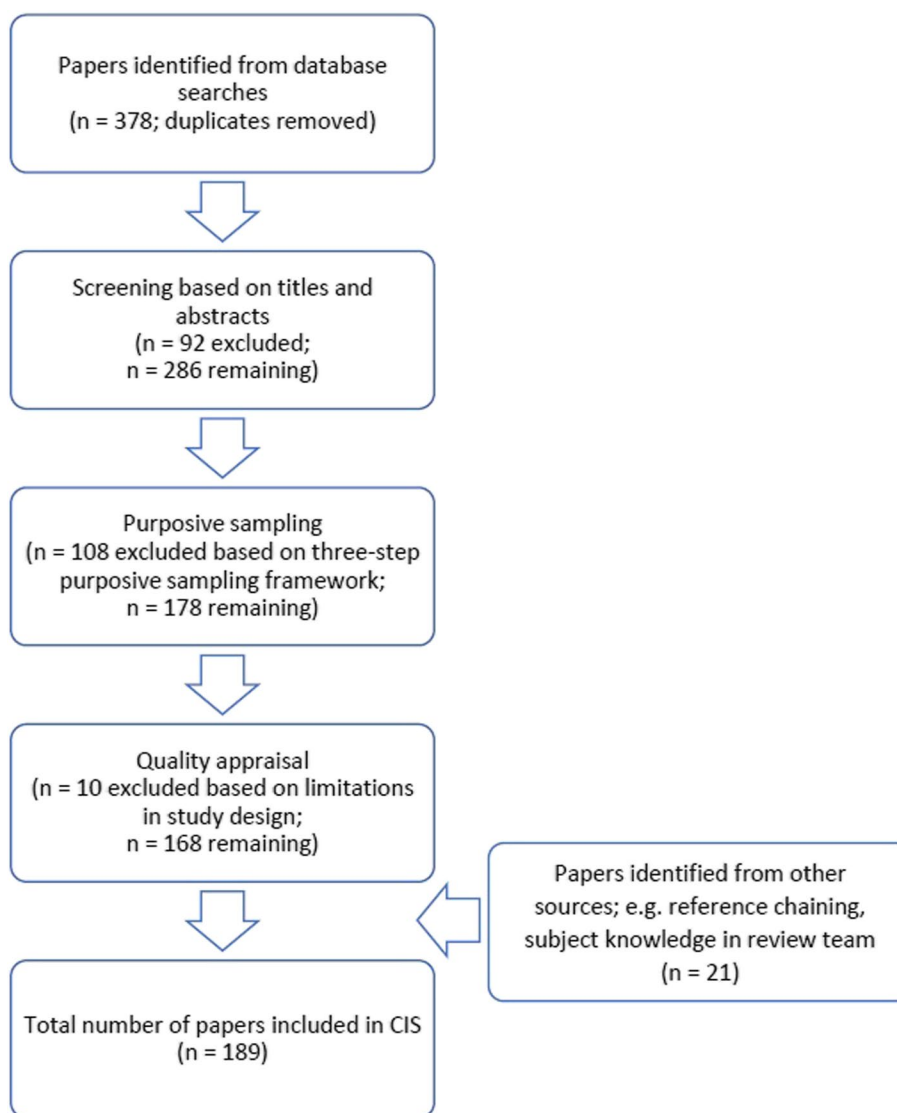 Papers identified from database
searches
(n = 378; duplicates removed)
Screening based on titles and
abstracts
(n = 92 excluded;
n = 286 remaining)
Purposive sampling
(n = 108 excluded based on three-step
purposive sampling framework;
n = 178 remaining)
Quality appraisal
(n = 10 excluded based on limitations
in study design;
n = 168 remaining)
Papers identified from other
sources; e.g. reference chaining,
subject knowledge in review team
(n = 21)
Total number of papers included in CIS
(n = 189)